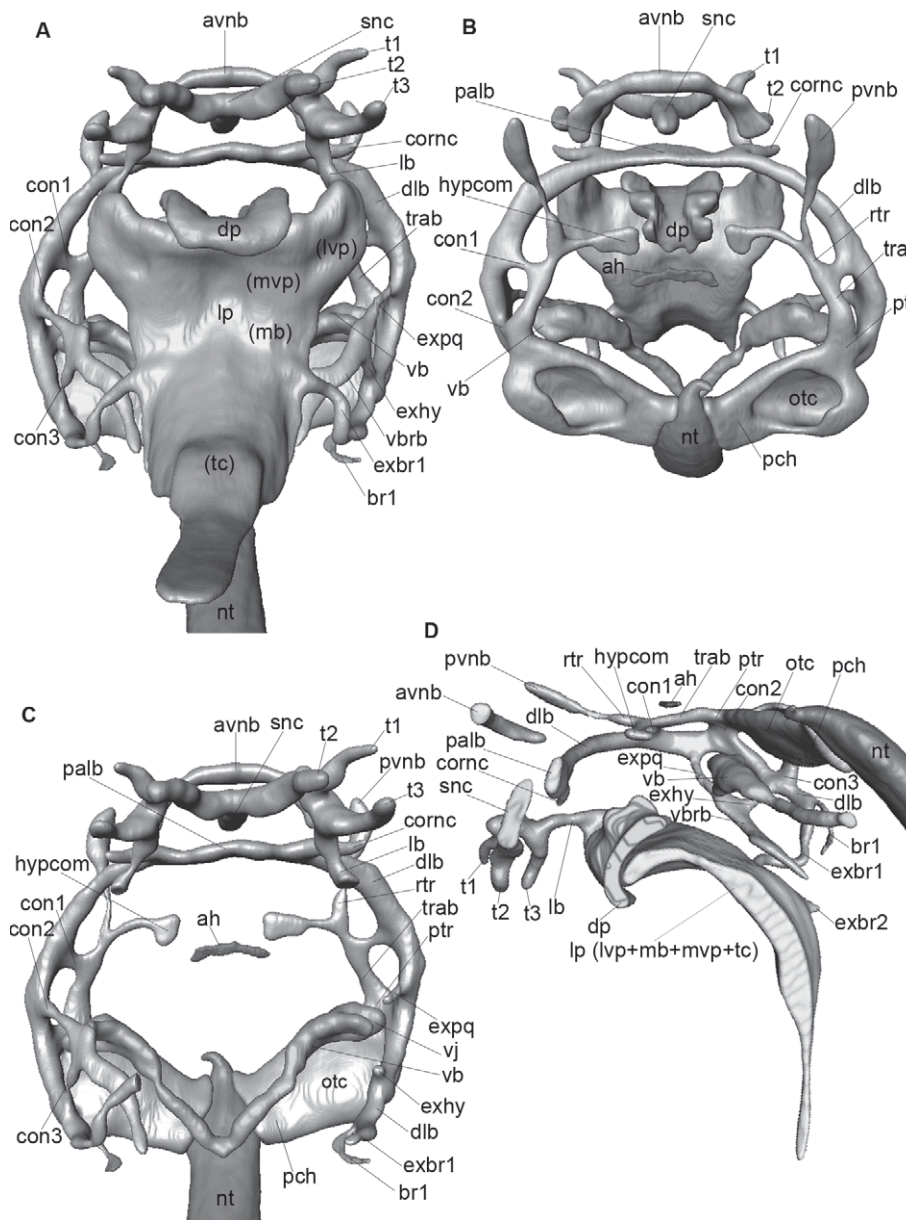 A
avnb
snc
t1
t2
t3
cornc
lb
dlb
con1
con2
trab
dp
(lvp)
(mvp)
lp
(mb)
expq
vb
exhy
con3
vbrb
exbr1
(tc)
br1
nt
B
avnb
snc
t1
palb
t2
cornc
pvnb
hypcom
dlb
dp
con1
rtr
ah
tra
con2
pt
vb
otc
nt
pch
C
avnb
snc
t2
t1
palb
pvnb
t3
cornc
hypcom
lb
dlb
con1
rtr
ah
con2
trab
ptr
expq
vj
vb
otc
exhy
con3
dlb
pch
exbr1
br1
nt
D
hypcom
trab
ptr
otc
pvnb
rtr
con1
ah
con2
pch
avnb
dlb
palb
nt
cornc
expq
snc
vb
con3
exhy
dlb
vbrb
br1
t1
exbr1
t2
t3
lb
dp
exbr2
lp (lvp+mb+mvp+tc)